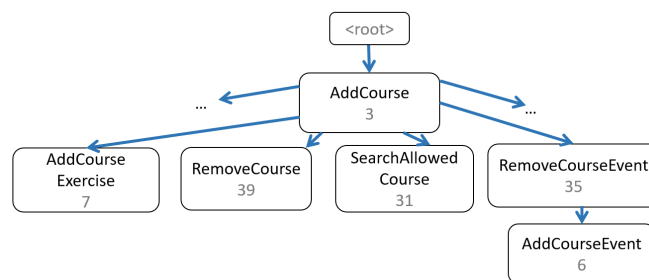 <root>
AddCourse
3
...
...
AddCourse
Exercise
7
RemoveCourse
39
SearchAllowed
Course
31
RemoveCourseEvent
35
AddCourseEvent
6